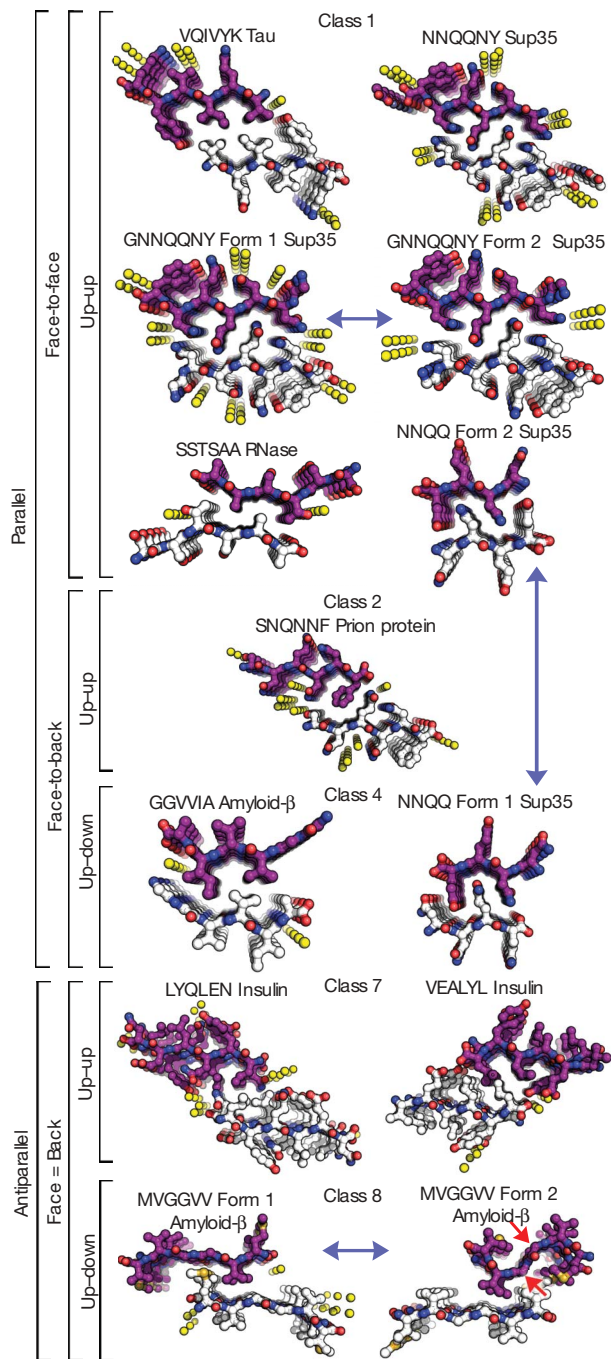 Class 1
VQIVYK Tau
NNQQNY Sup35
GNNQQNY Form 1 Sup35
GNNQQNY Form 2 Sup35
SSTSAA RNase
NNQQ Form 2 Sup35
Class 2
SNQNNF Prion protein
GGVVIA Amyloid-β
Class 4
NNQQ Form 1 Sup35
LYQLEN Insulin
Class 7
VEALYL Insulin
MVGGVV Form 1
Amyloid-β
Class 8
MVGGVV Form 2
Amyloid-β
Parallel
Face-to-face
Up–up
Face-to-back
Up–up
Up–down
Antiparallel
Face = Back
Up–up
Up–down